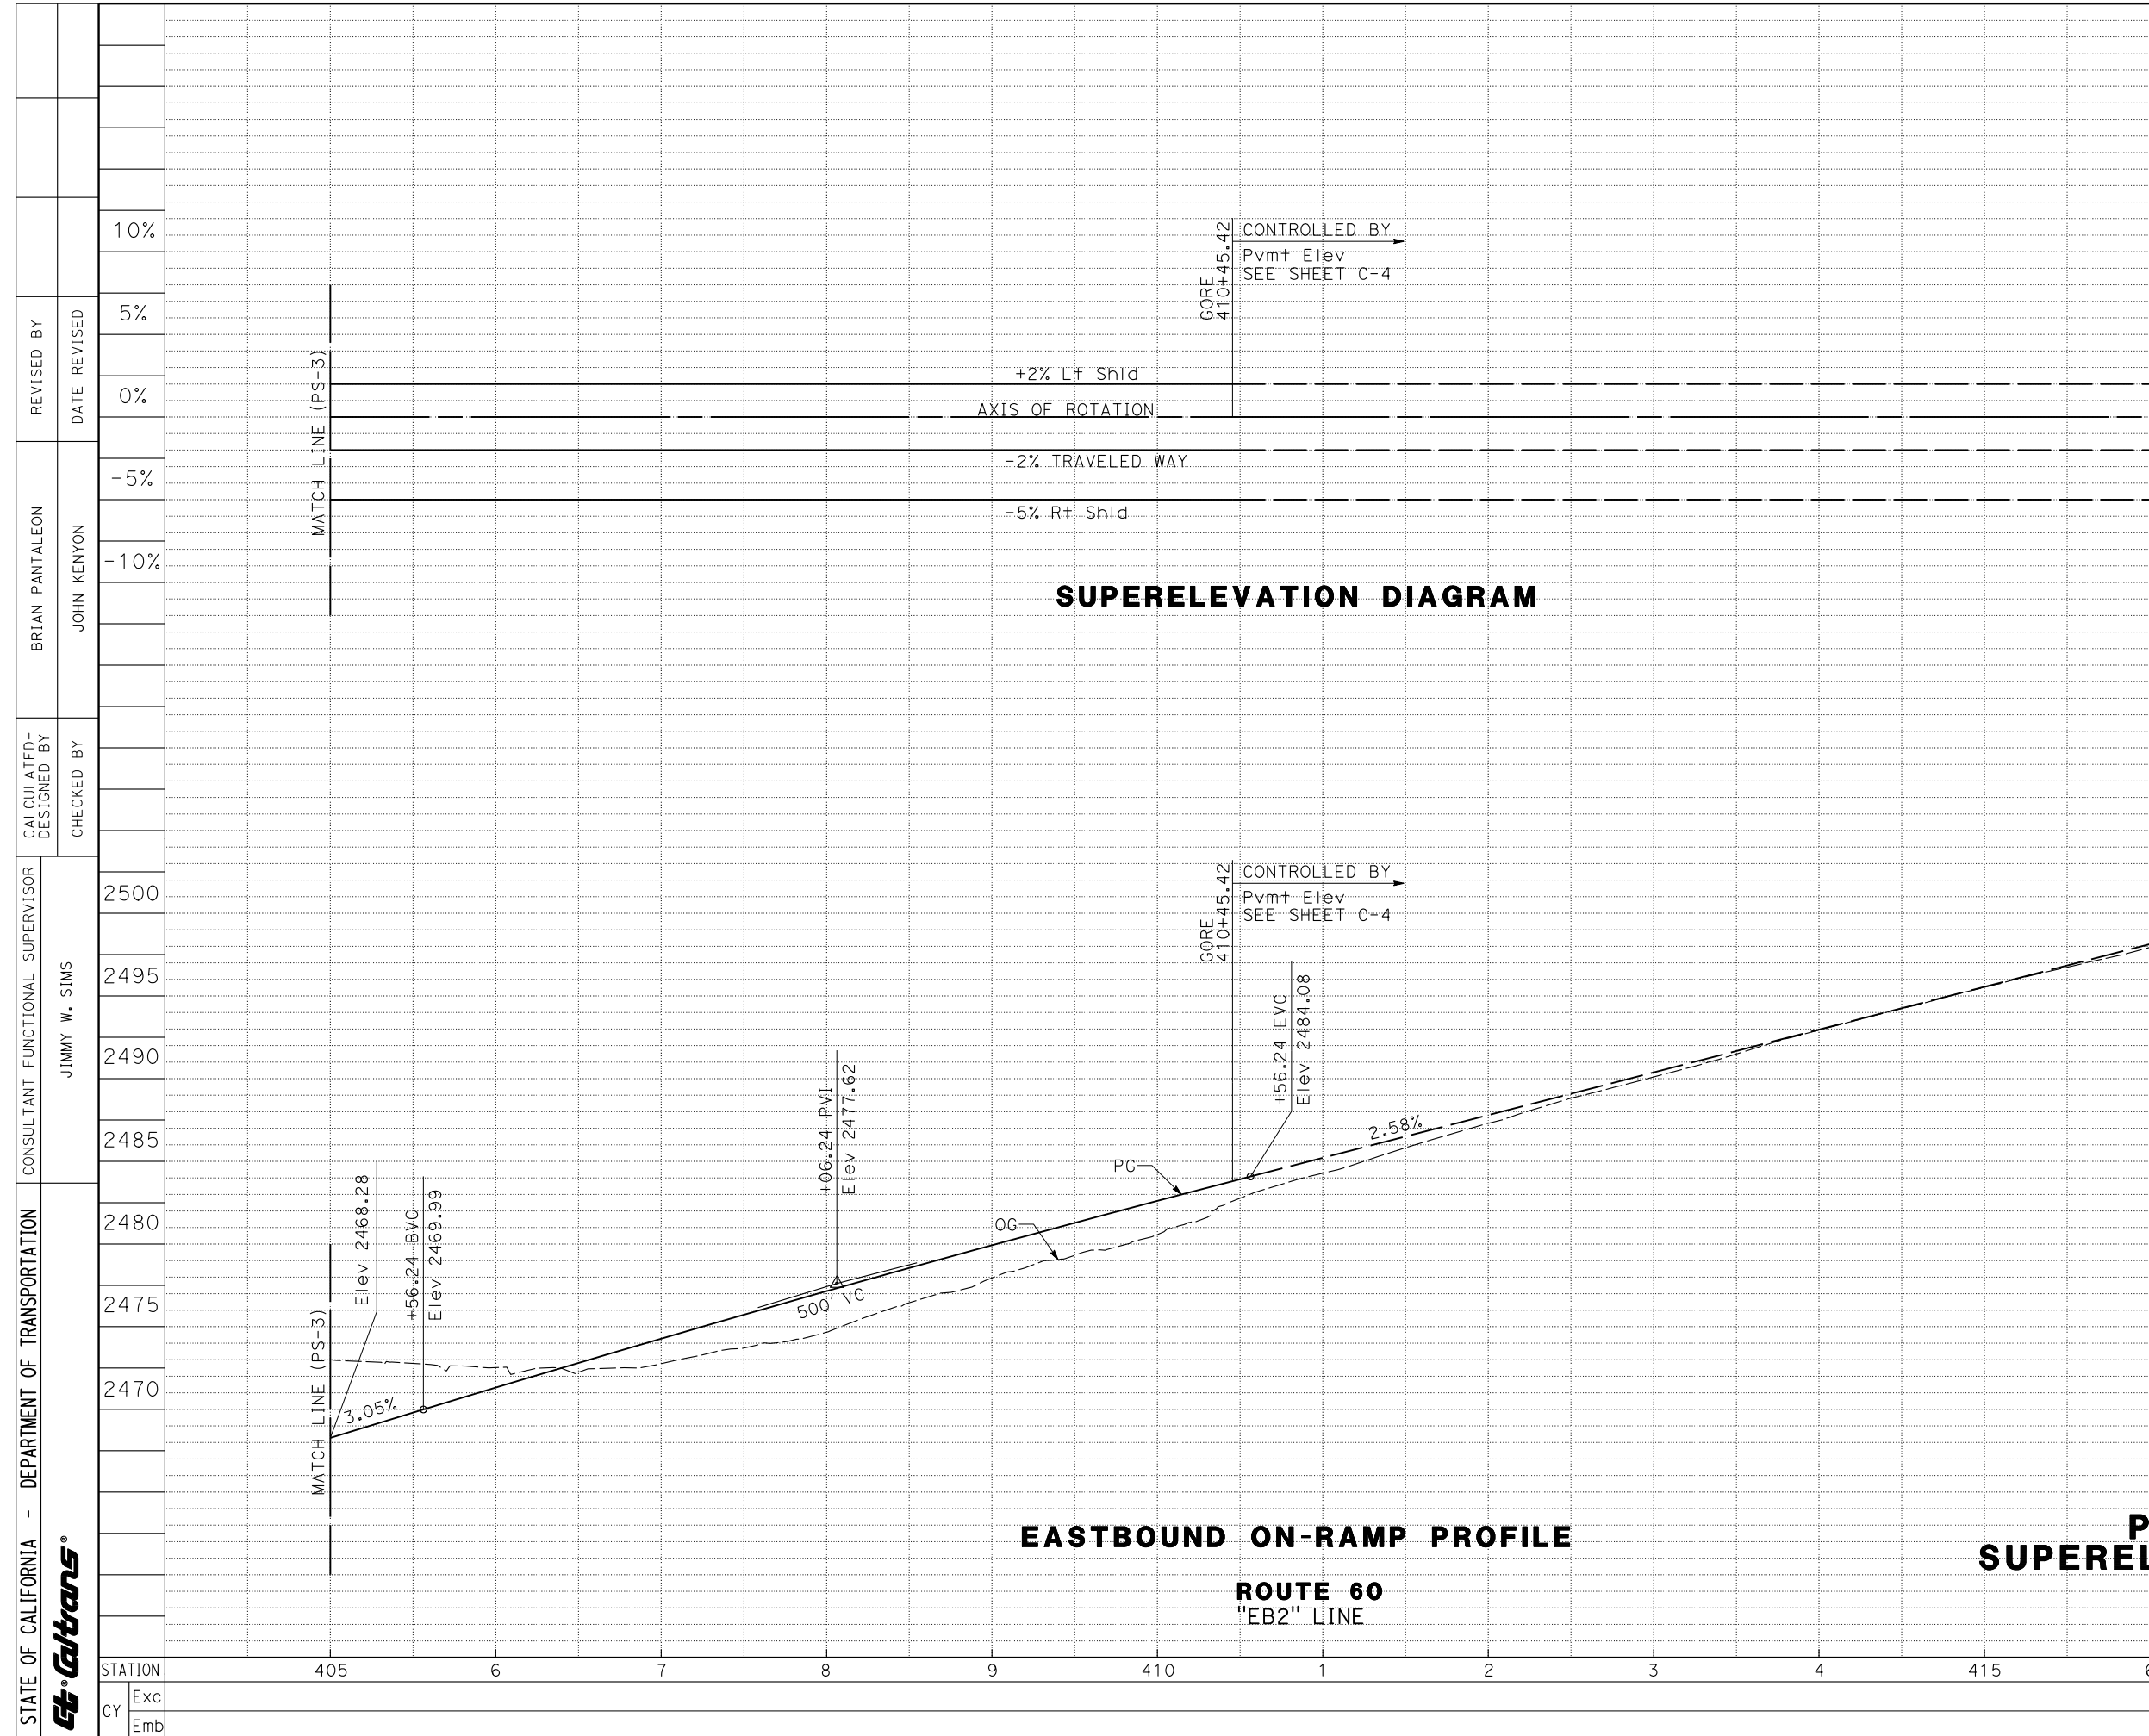 10%
5%
0%
-5%
-10%
MATCH LINE (PS-3)
GORE
410+45.42
CONTROLLED BY
Pvmt Elev
SEE SHEET C-4
+2% Lt Shld
AXIS OF ROTATION
-2% TRAVELED WAY
-5% Rt Shld
SUPERELEVATION DIAGRAM
2500
2495
2490
2485
2480
2475
2470
GORE
410+45.42
CONTROLLED BY
Pvmt Elev
SEE SHEET C-4
+56.24 EVC
Elev 2484.08
+06.24 PVI
Elev 2477.62
2.58%
PG
OG
500' VC
Elev 2468.28
+56.24 BVC
Elev 2469.99
3.05%
MATCH LINE (PS-3)
EASTBOUND ON-RAMP PROFILE
ROUTE 60
"EB2" LINE
P
SUPEREL
STATION
405
6
7
8
9
410
1
2
3
4
415
6
CY
Exc
Emb
REVISED BY
DATE REVISED
BRIAN PANTALEON
JOHN KENYON
CALCULATED-
DESIGNED BY
CHECKED BY
CONSULTANT FUNCTIONAL SUPERVISOR
JIMMY W. SIMS
STATE OF CALIFORNIA - DEPARTMENT OF TRANSPORTATION
ct® Caltrans®